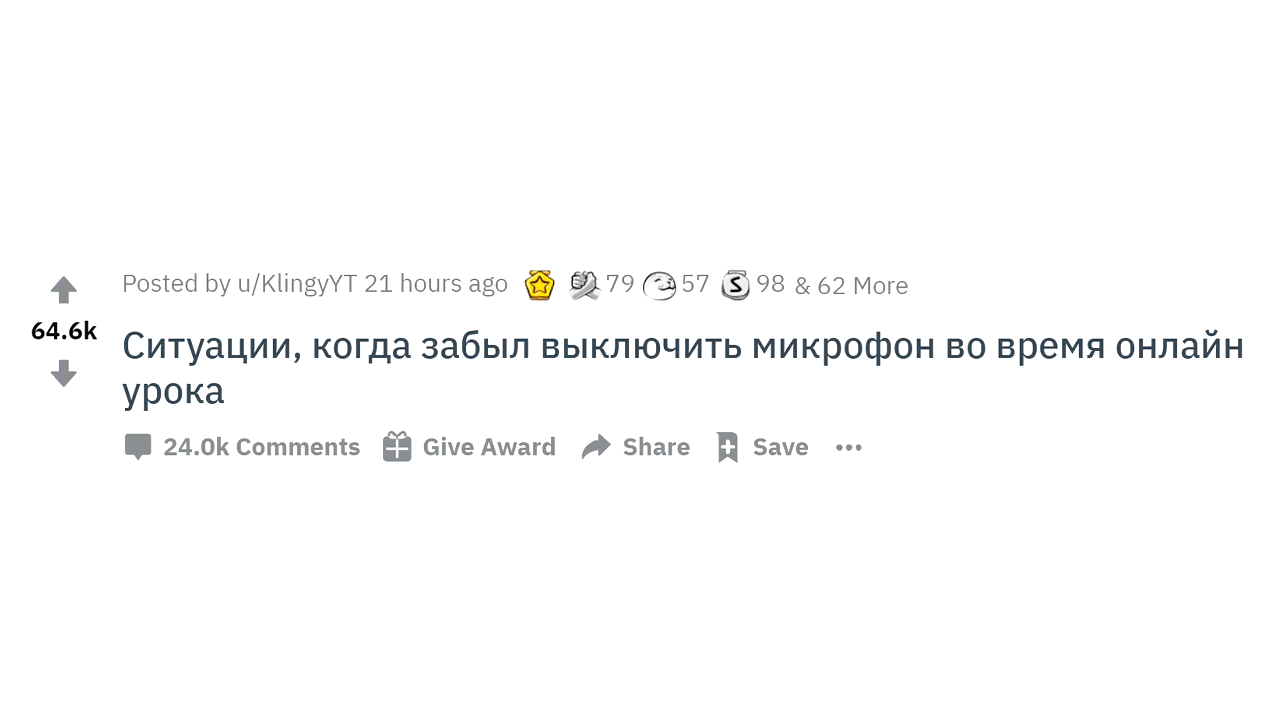 Posted by u/KlingyYT 21 hours ago 79 57 S 98 & 62 More
64.6k
Ситуации, когда забыл выключить микрофон во время онлайн
урока
24.0k Comments Give Award Share Save